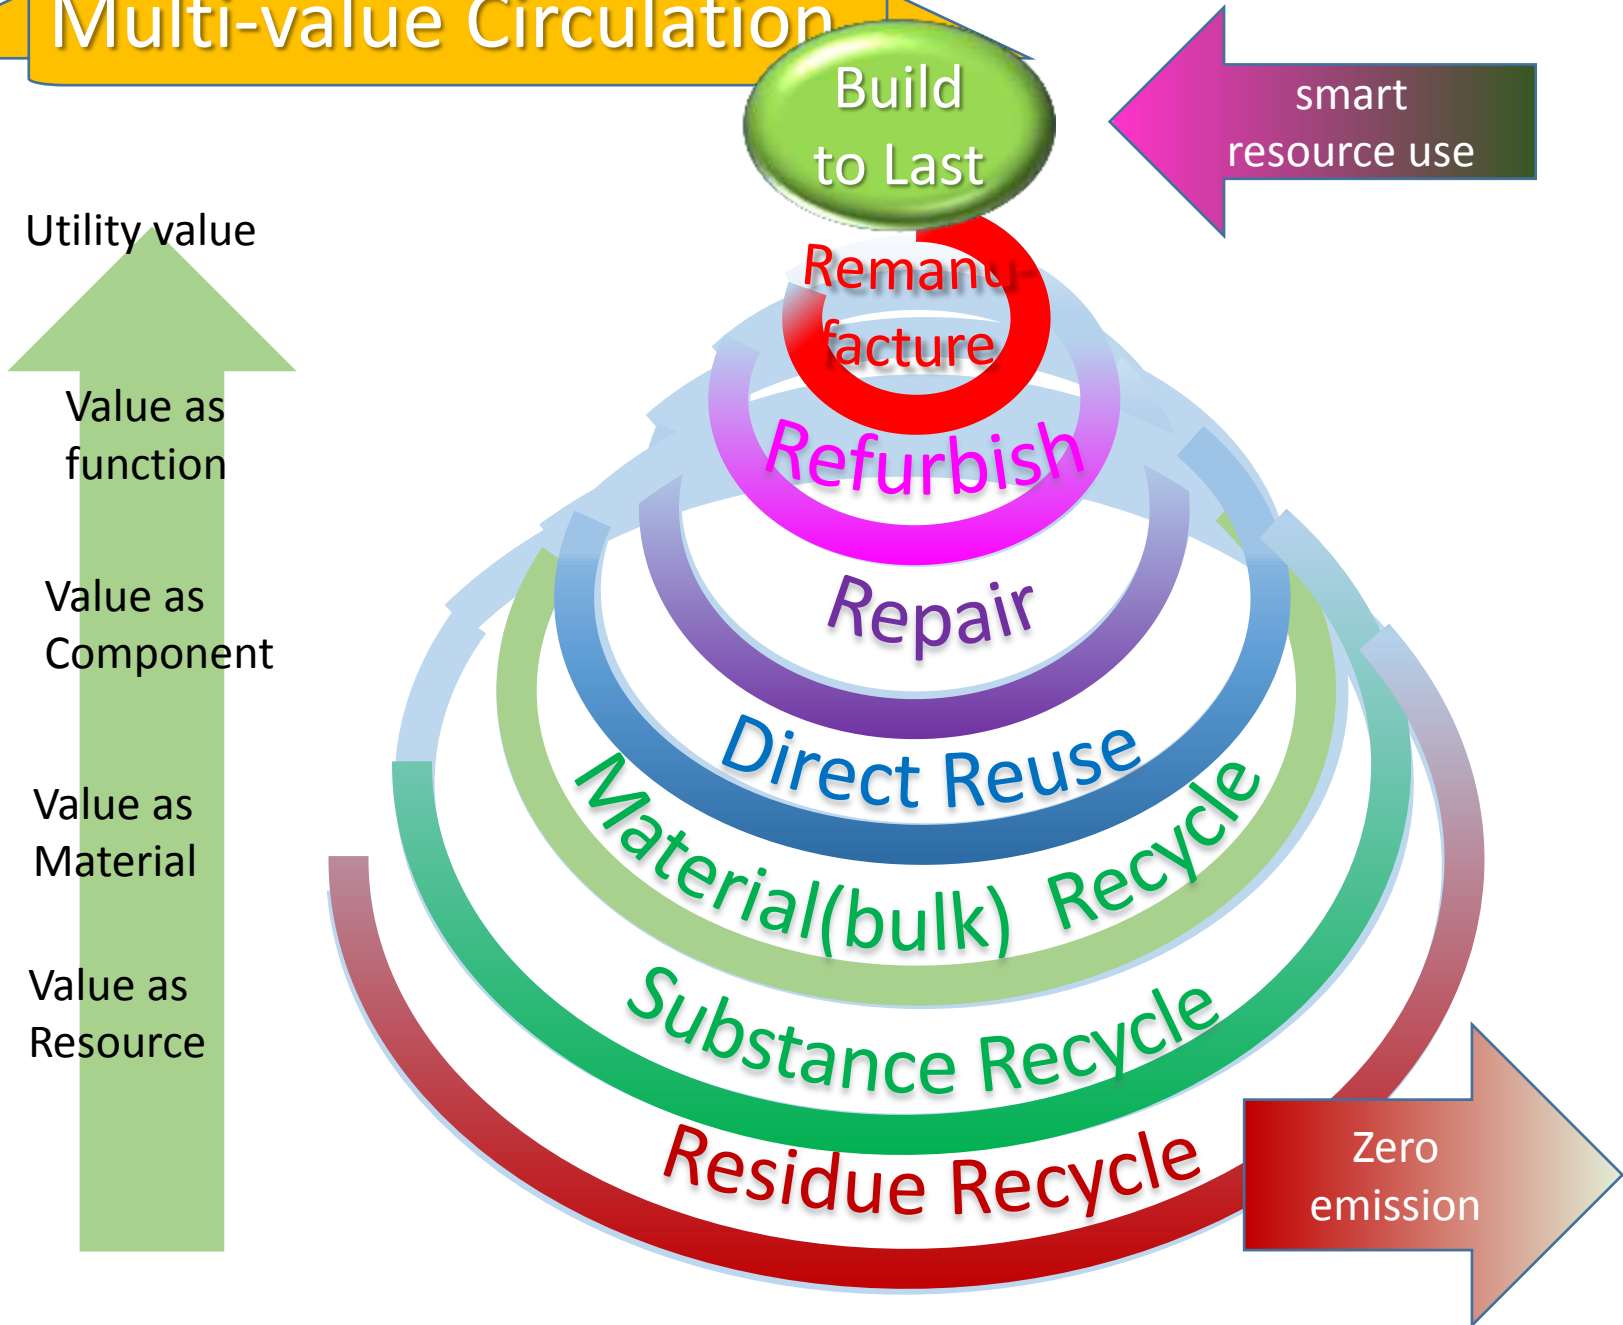 Multi-value Circulation
Build
to Last
smart
resource use
Utility value
Value as
function
Value as
Component
Value as
Material
Value as
Resource
Remanu-
facture
Refurbish
Repair
Direct Reuse
Material(bulk) Recycle
Substance Recycle
Residue Recycle
Zero
emission